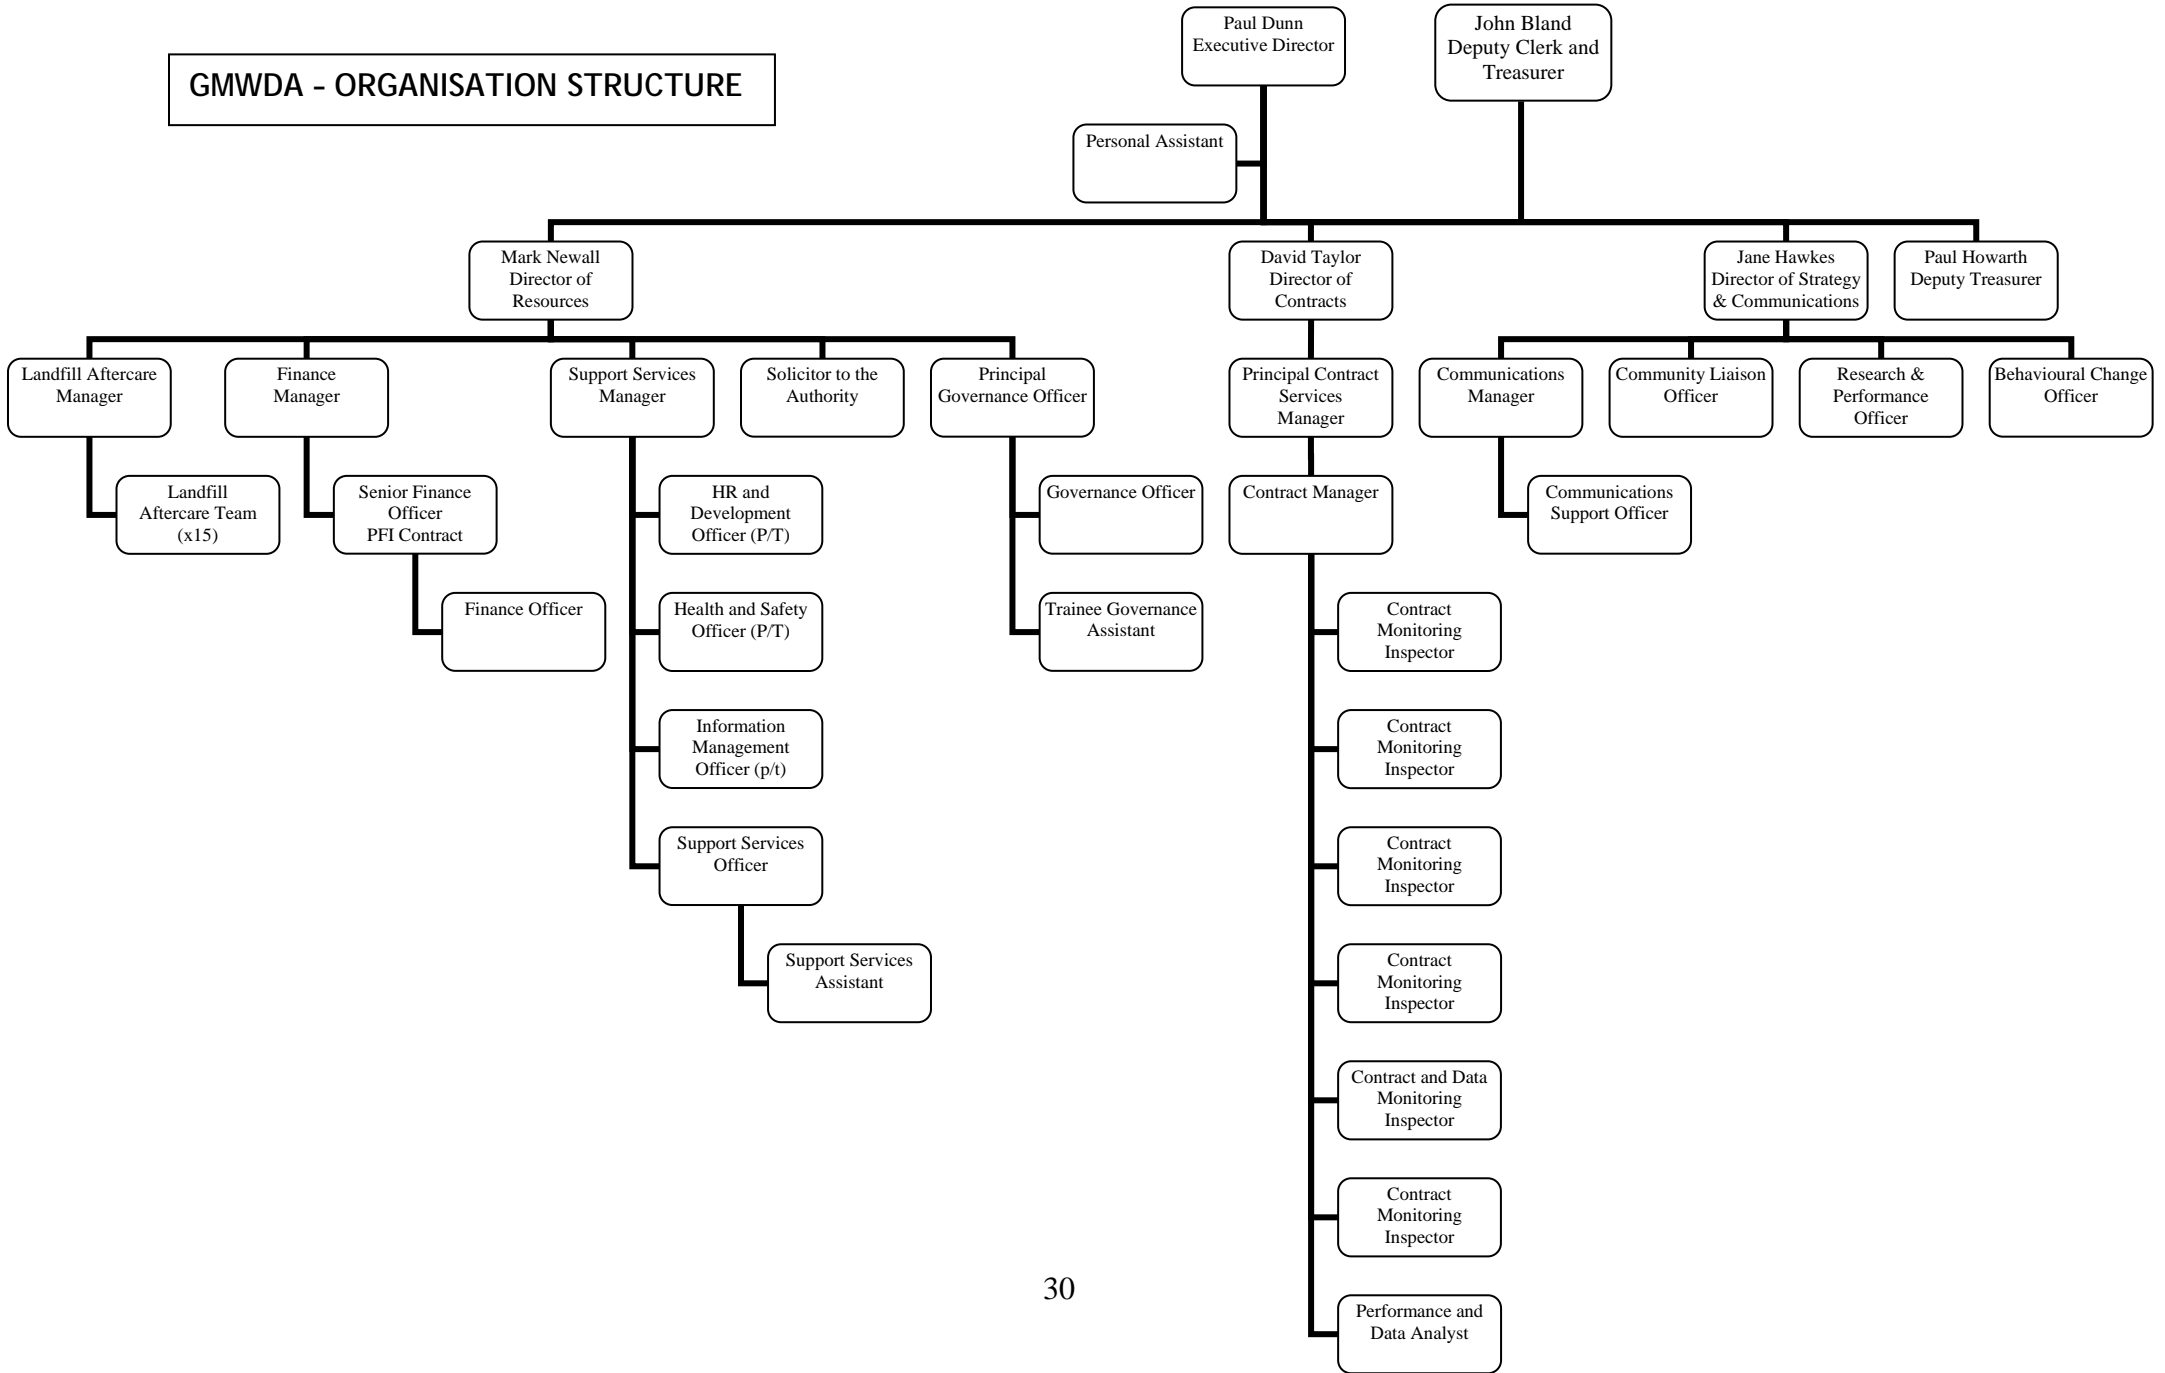 GMWDA – ORGANISATION STRUCTURE
Paul Dunn
Executive Director
John Bland
Deputy Clerk and
Treasurer
Personal Assistant
Mark Newall
Director of
Resources
David Taylor
Director of
Contracts
Jane Hawkes
Director of Strategy
& Communications
Paul Howarth
Deputy Treasurer
Landfill Aftercare
Manager
Finance
Manager
Support Services
Manager
Solicitor to the
Authority
Principal
Governance Officer
Principal Contract
Services
Manager
Communications
Manager
Community Liaison
Officer
Research &
Performance
Officer
Behavioural Change
Officer
Landfill
Aftercare Team
(x15)
Senior Finance
Officer
PFI Contract
HR and
Development
Officer (P/T)
Governance Officer
Contract Manager
Communications
Support Officer
Finance Officer
Health and Safety
Officer (P/T)
Trainee Governance
Assistant
Contract
Monitoring
Inspector
Information
Management
Officer (p/t)
Contract
Monitoring
Inspector
Support Services
Officer
Contract
Monitoring
Inspector
Support Services
Assistant
Contract
Monitoring
Inspector
Contract and Data
Monitoring
Inspector
Contract
Monitoring
Inspector
30
Performance and
Data Analyst